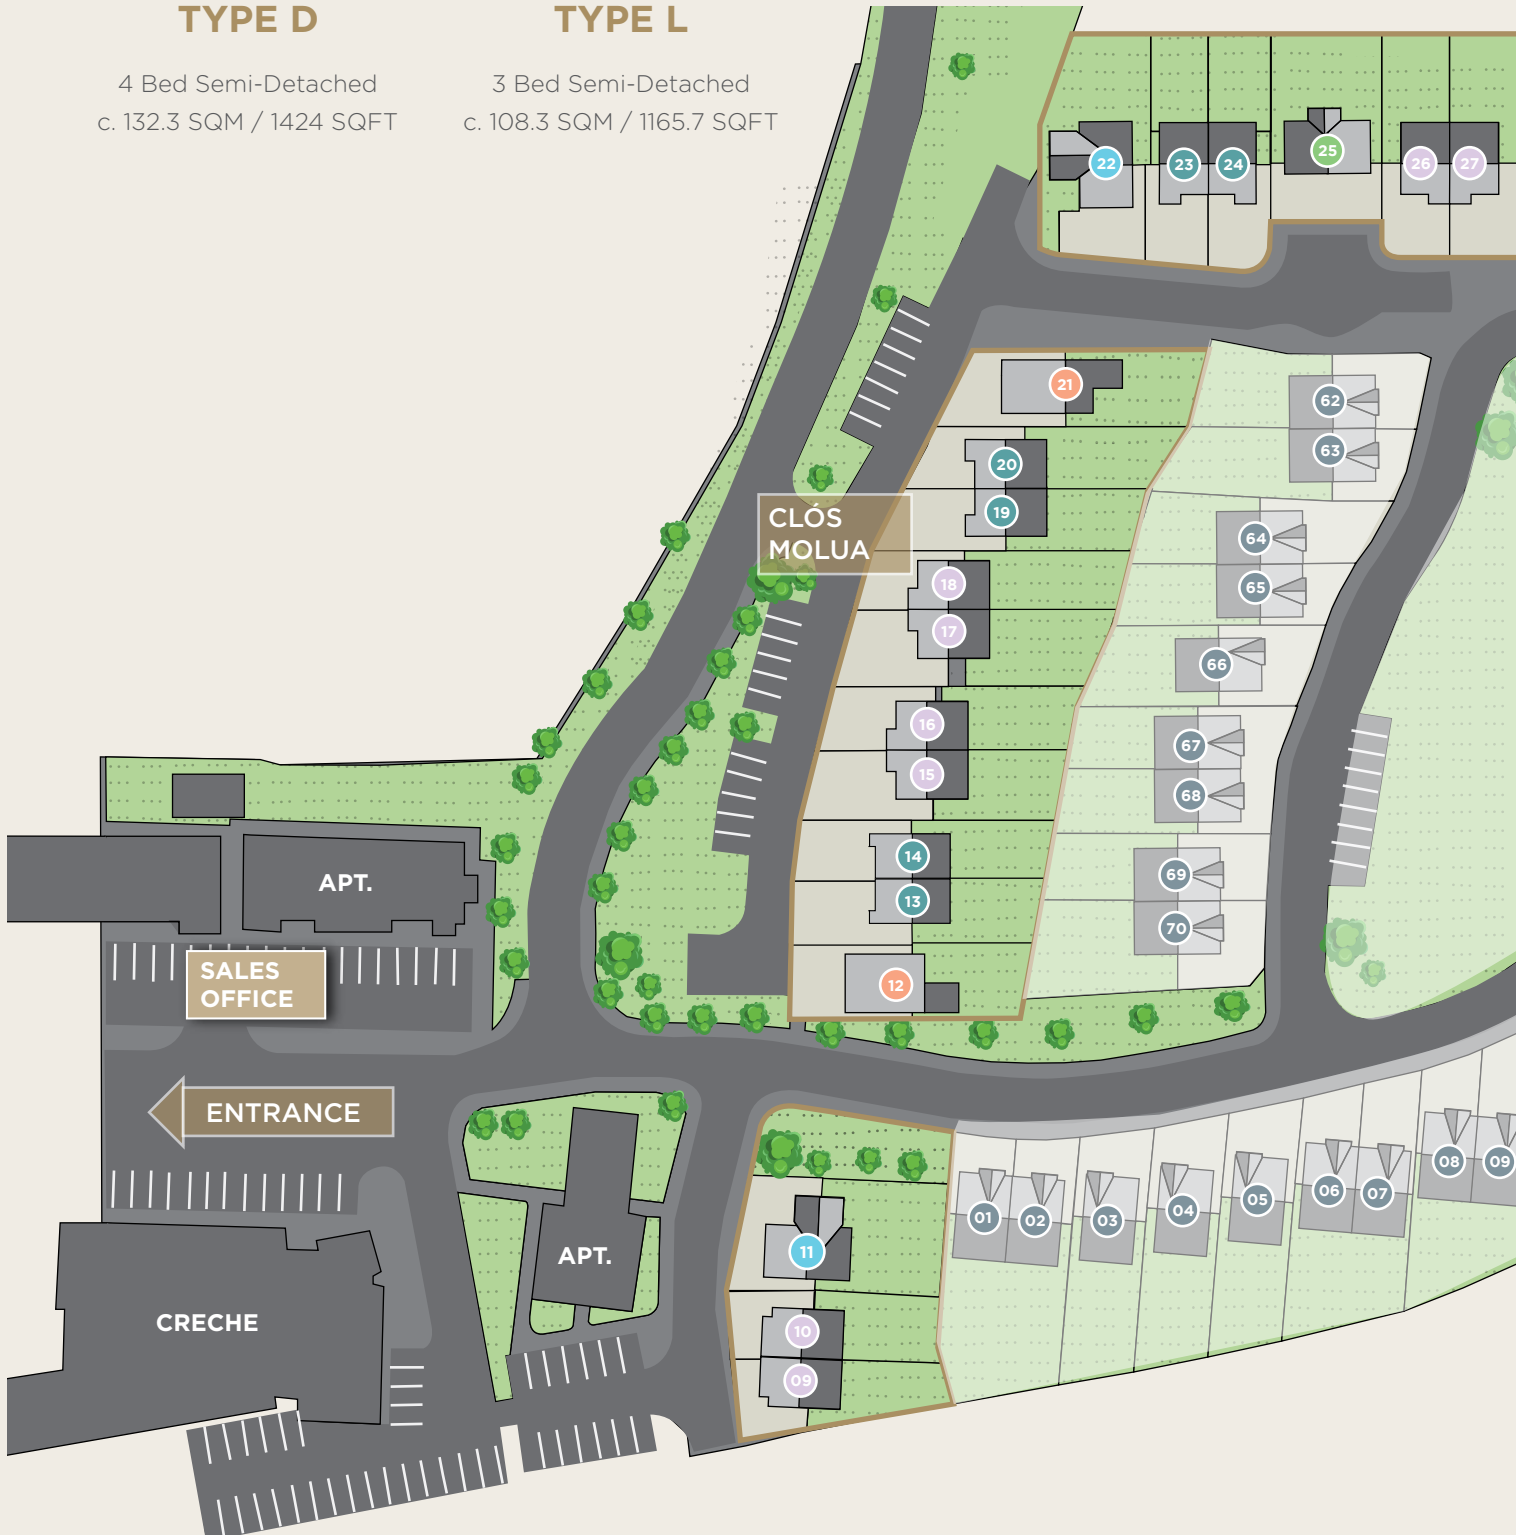 TYPE D
4 Bed Semi-Detached
c. 132.3 SQM / 1424 SQFT
TYPE L
3 Bed Semi-Detached
c. 108.3 SQM / 1165.7 SQFT
22
23
24
25
26
27
21
20
19
18
17
16
15
14
13
12
62
63
64
65
66
67
68
69
70
CLÓS
MOLUA
APT.
SALES
OFFICE
ENTRANCE
APT.
CRECHE
11
10
09
01
02
03
04
05
06
07
08
09